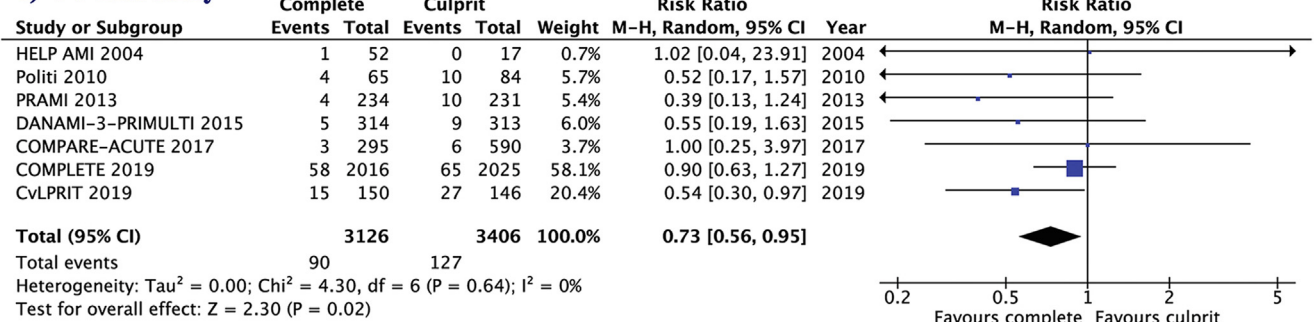 Complete Culprit Risk Ratio Risk Ratio
Study or Subgroup Events Total Events Total Weight M-H, Random, 95% CI Year M-H, Random, 95% CI
HELP AMI 2004 1 52 0 17 0.7% 1.02 [0.04, 23.91] 2004
Politi 2010 4 65 10 84 5.7% 0.52 [0.17, 1.57] 2010
PRAMI 2013 4 234 10 231 5.4% 0.39 [0.13, 1.24] 2013
DANAMI-3-PRIMULTI 2015 5 314 9 313 6.0% 0.55 [0.19, 1.63] 2015
COMPARE-ACUTE 2017 3 295 6 590 3.7% 1.00 [0.25, 3.97] 2017
COMPLETE 2019 58 2016 65 2025 58.1% 0.90 [0.63, 1.27] 2019
CvLPRIT 2019 15 150 27 146 20.4% 0.54 [0.30, 0.97] 2019
Total (95% CI) 3126 3406 100.0% 0.73 [0.56, 0.95]
Total events 90 127
Heterogeneity: Tau² = 0.00; Chi² = 4.30, df = 6 (P = 0.64); I² = 0%
Test for overall effect: Z = 2.30 (P = 0.02)
0.2 0.5 1 2 5
Favours complete Favours culprit